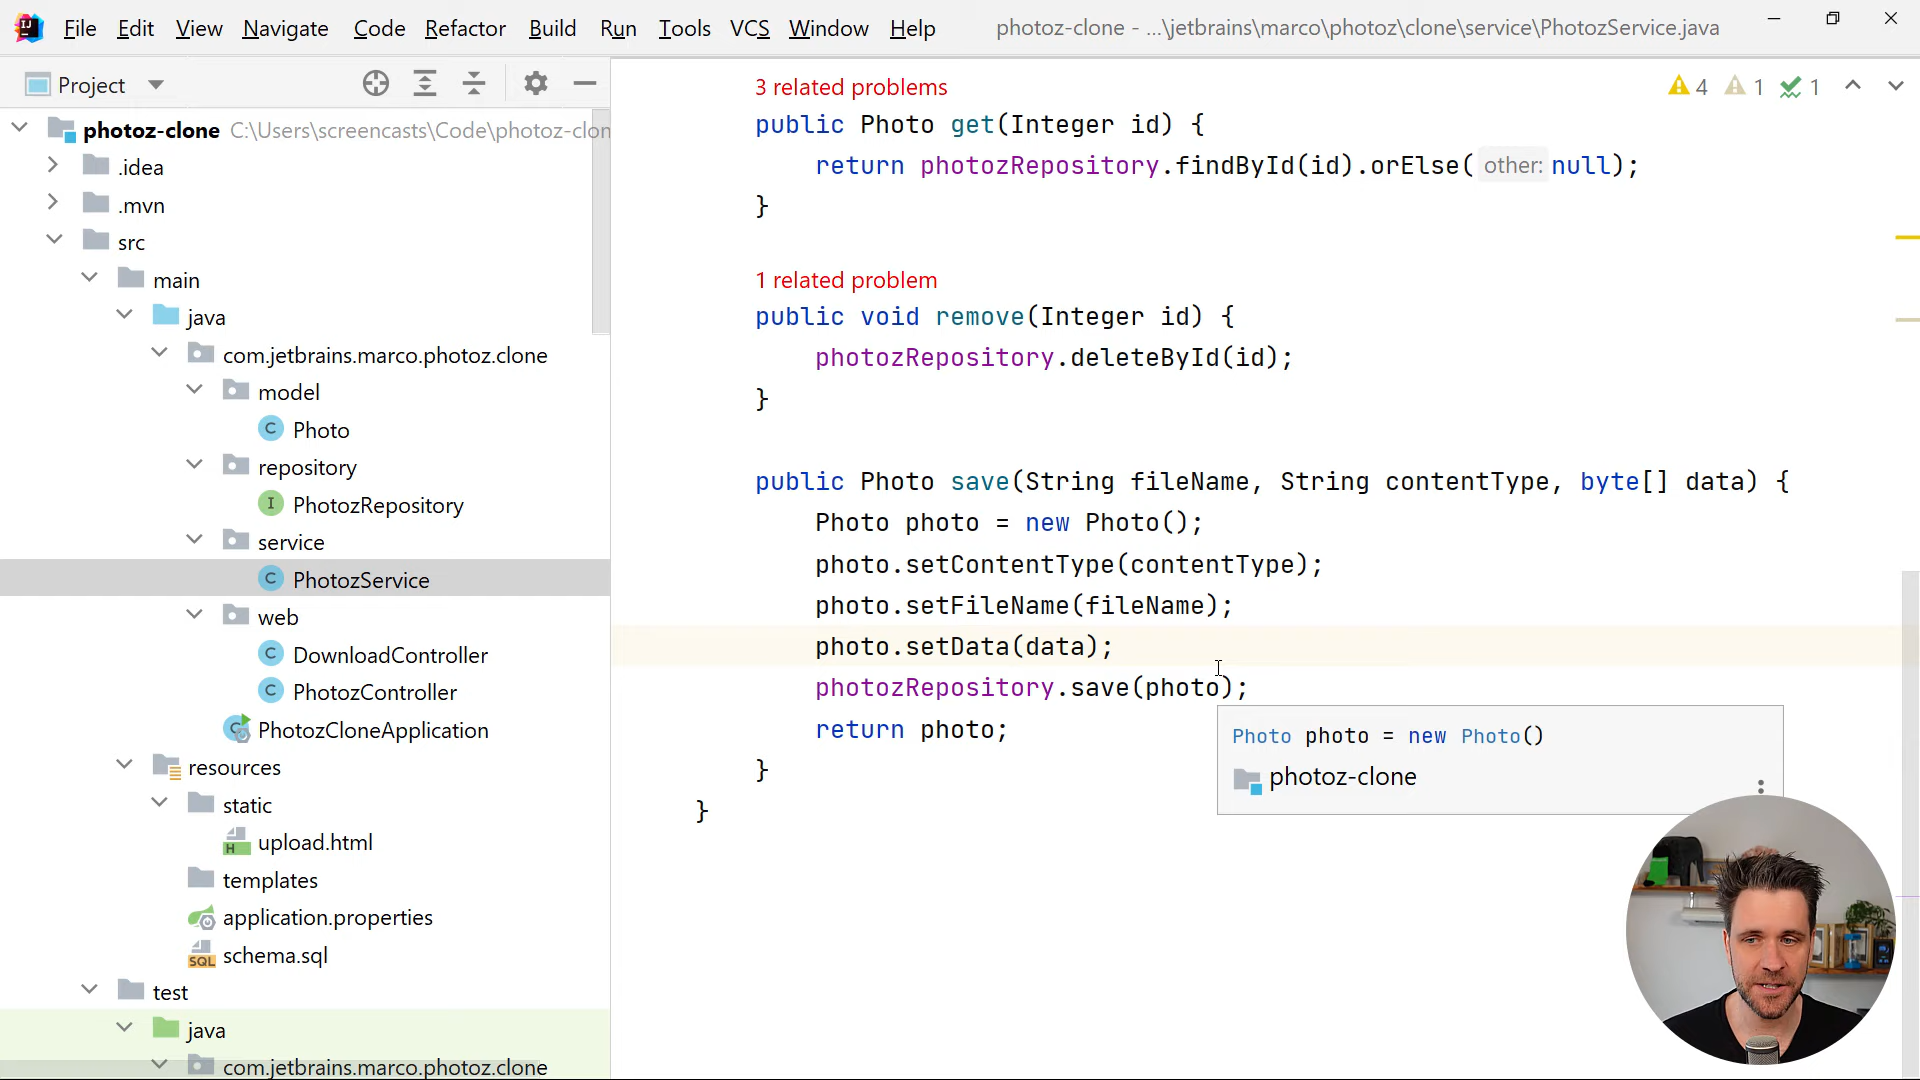 File Edit View Navigate Code Refactor Build Run Tools VCS Window Help photoz-clone - ...\jetbrains\marco\photoz\clone\service\PhotozService.java
Project
photoz-clone C:\Users\screencasts\Code\photoz-clon
.idea
.mvn
src
main
java
com.jetbrains.marco.photoz.clone
model
C Photo
repository
I PhotozRepository
service
C PhotozService
web
C DownloadController
C PhotozController
PhotozCloneApplication
resources
static
H upload.html
templates
application.properties
SQL schema.sql
test
java
com.jetbrains.marco.photoz.clone
4 1 1
3 related problems
public Photo get(Integer id) {
return photozRepository.findById(id).orElse( other: null);
}
1 related problem
public void remove(Integer id) {
photozRepository.deleteById(id);
}
public Photo save(String fileName, String contentType, byte[] data) {
Photo photo = new Photo();
photo.setContentType(contentType);
photo.setFileName(fileName);
photo.setData(data);
photozRepository.save(photo);
return photo;
}
}
Photo photo = new Photo()
photoz-clone